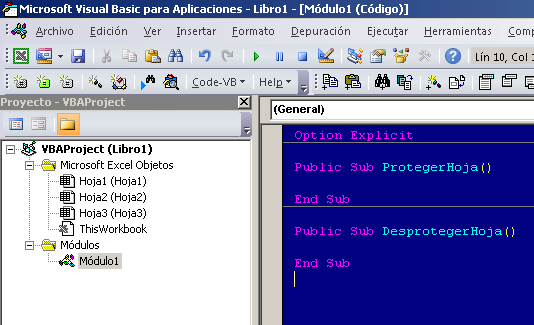 Microsoft Visual Basic para Aplicaciones - Libro1 - [Módulo1 (Código)]
Archivo Edición Ver Insertar Formato Depuración Ejecutar Herramientas
Lín 10, Col 1
Code-VB Help
Proyecto - VBAProject
(General)
VBAProject (Libro1)
Microsoft Excel Objetos
Hoja1 (Hoja1)
Hoja2 (Hoja2)
Hoja3 (Hoja3)
ThisWorkbook
Módulos
Módulo1
Option Explicit
Public Sub ProtegerHoja()
End Sub
Public Sub DesprotegerHoja()
End Sub